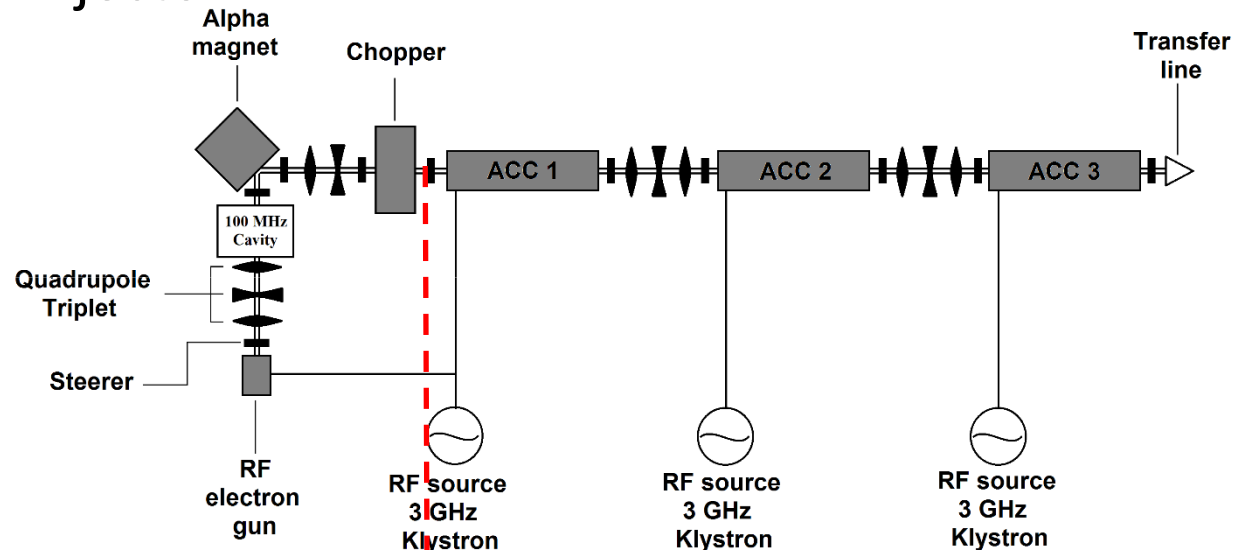 Alpha
magnet
Chopper
Transfer
line
ACC 1
ACC 2
ACC 3
100 MHz
Cavity
Quadrupole
Triplet
Steerer
RF
electron
gun
RF source
3 GHz
Klystron
RF source
3 GHz
Klystron
RF source
3 GHz
Klystron